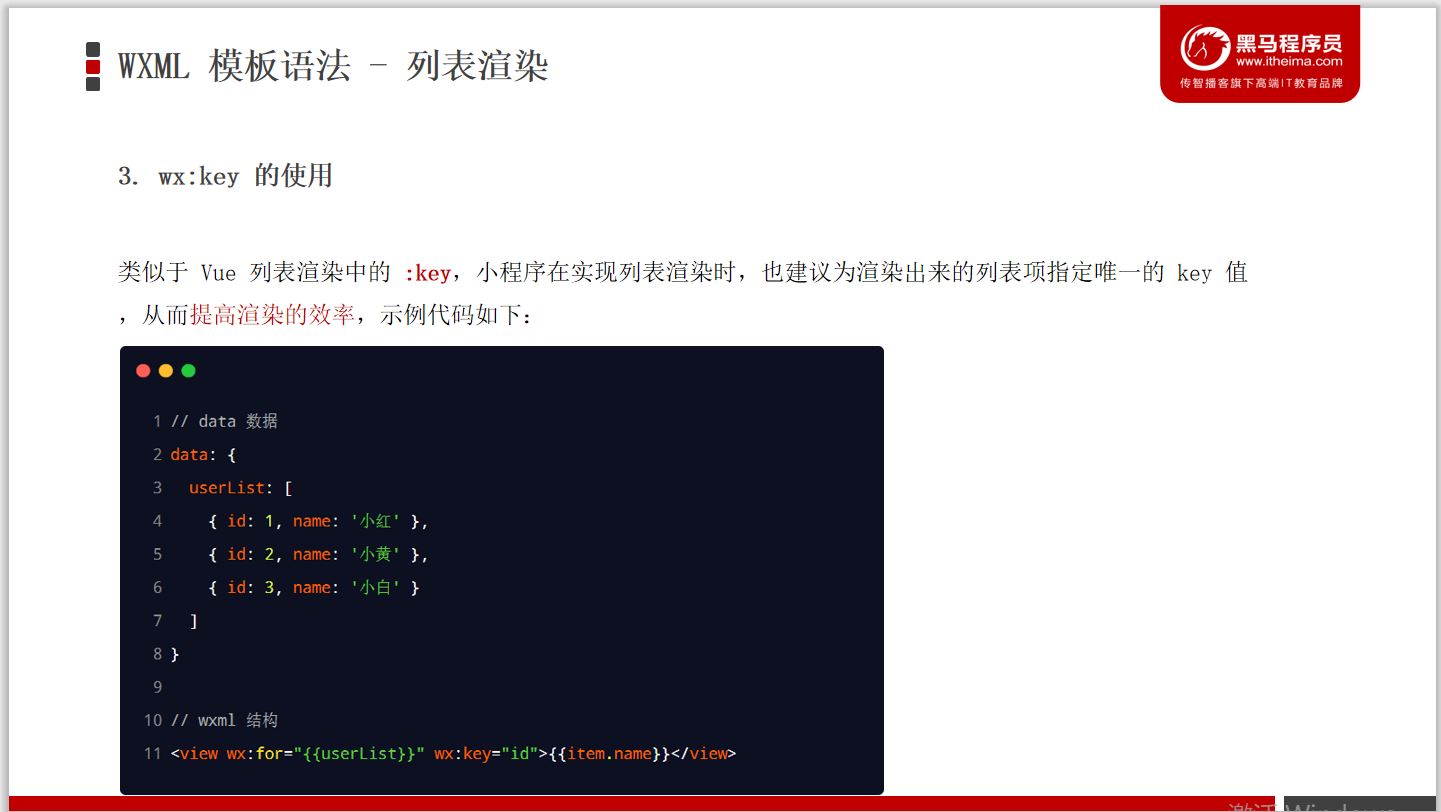 WXML 模板语法 - 列表渲染
黑马程序员
www.itheima.com
传智播客旗下高端IT教育品牌
3. wx:key 的使用
类似于 Vue 列表渲染中的 :key，小程序在实现列表渲染时，也建议为渲染出来的列表项指定唯一的 key 值
，从而提高渲染的效率，示例代码如下：
1 // data 数据
2 data: {
3   userList: [
4     { id: 1, name: '小红' },
5     { id: 2, name: '小黄' },
6     { id: 3, name: '小白' }
7   ]
8 }
9
10 // wxml 结构
11 <view wx:for="{{userList}}" wx:key="id">{{item.name}}</view>
激活 Windows